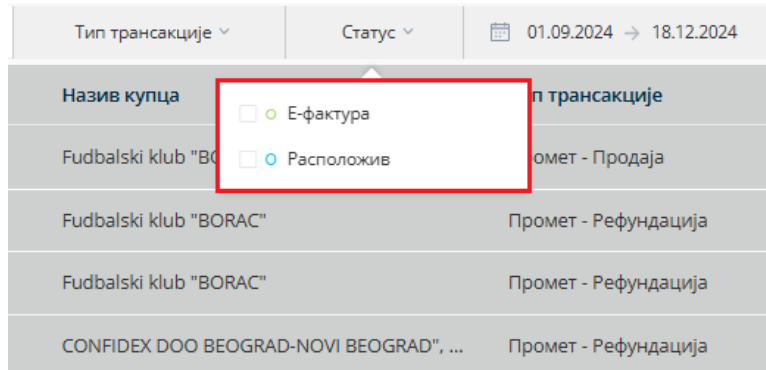 Тип трансакције Статус 01.09.2024 → 18.12.2024
Назив купца п трансакције
Е-фактура
Fudbalski klub "BO Расположив ромет - Продаја
Fudbalski klub "BORAC" Промет - Рефундација
Fudbalski klub "BORAC" Промет - Рефундација
CONFIDEX DOO BEOGRAD-NOVI BEOGRAD", ... Промет - Рефундација